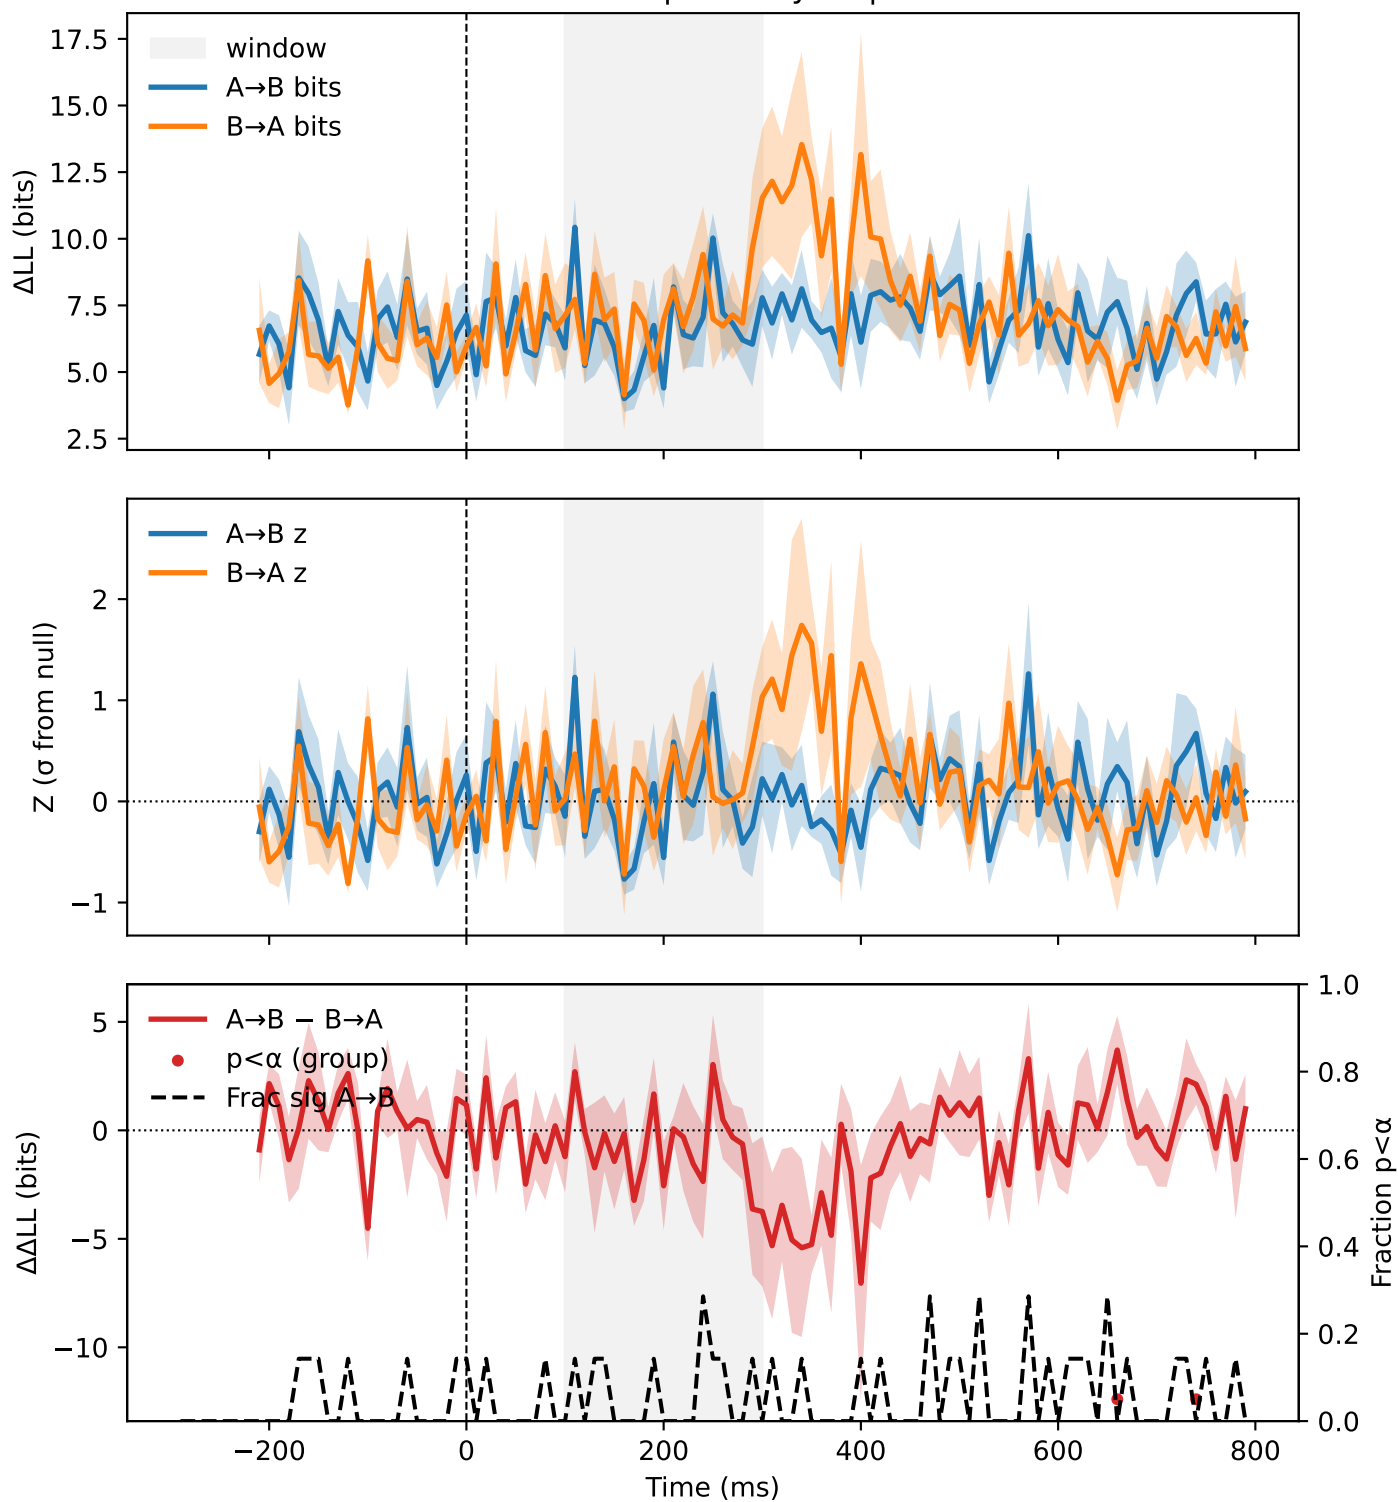 17.5
15.0
12.5
10.0
7.5
5.0
2.5
ΔLL (bits)
window
A→B bits
B→A bits
2
1
0
−1
Z (σ from null)
A→B z
B→A z
5
0
−5
−10
ΔΔLL (bits)
A→B − B→A
p<α (group)
Frac sig A→B
1.0
0.8
0.6
0.4
0.2
0.0
Fraction p<α
−200
0
200
400
600
800
Time (ms)